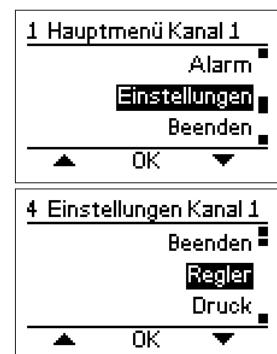 1 Hauptmenü Kanal 1
Alarm
Einstellungen
Beenden
OK
4 Einstellungen Kanal 1
Beenden
Regler
Druck
OK